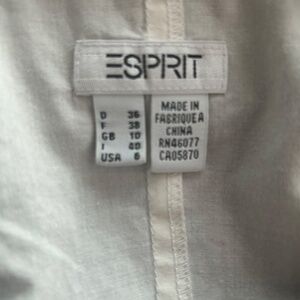 ESPRIT
D 36
F 38
GB 10
I 40
USA 6
MADE IN
FABRIQUE A
CHINA
RN46077
CA05870